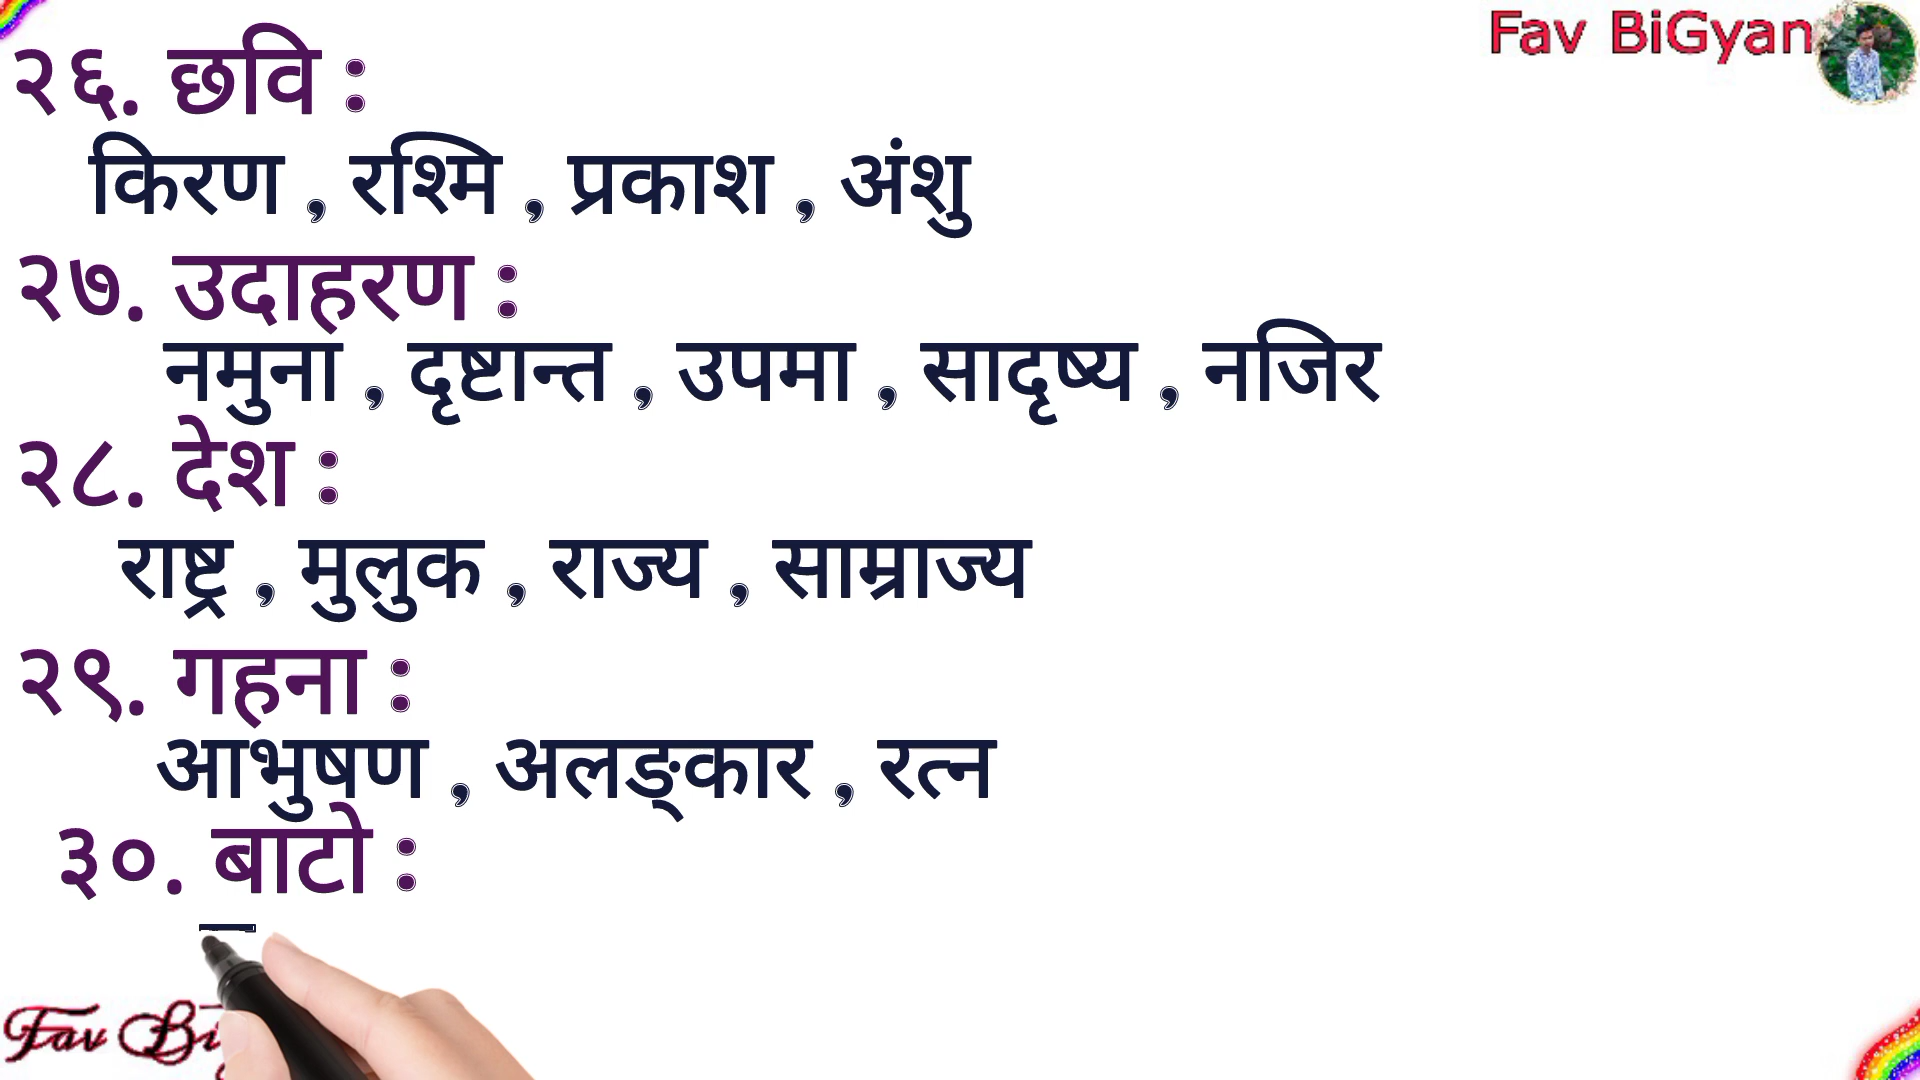 Fav BiGyan
२६. छवि :
किरण , रश्मि , प्रकाश , अंशु
२७. उदाहरण :
नमुना , दृष्टान्त , उपमा , सादृष्य , नजिर
२८. देश :
राष्ट्र , मुलुक , राज्य , साम्राज्य
२९. गहना :
आभुषण , अलङ्कार , रत्न
३०. बाटो :
Fav